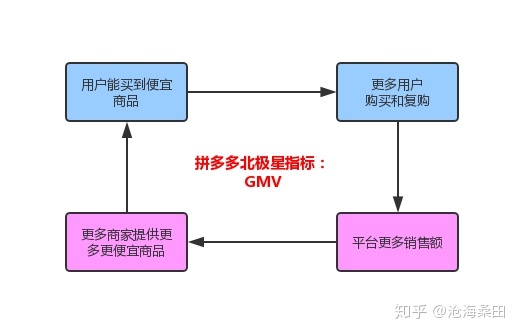 用户能买到便宜
商品
更多用户
购买和复购
拼多多北极星指标：
GMV
更多商家提供更
多更便宜商品
平台更多销售额
知乎 @沧海桑田